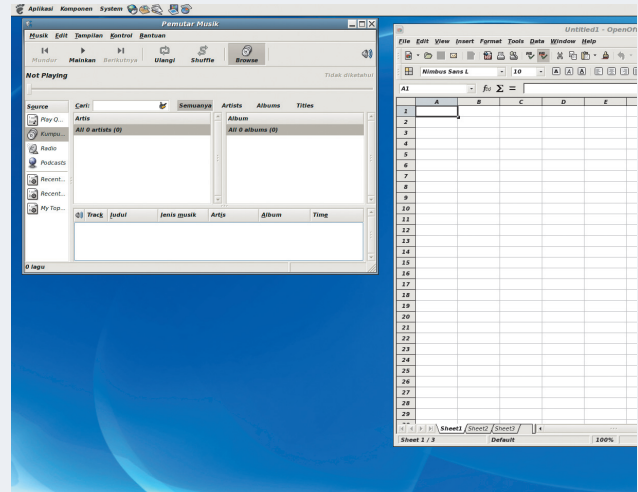 Aplikasi Komponen System
Pemutar Musik
Musik Edit Tampilan Kontrol Bantuan
Mundur Mainkan Berikutnya Ulangi Shuffle Browse
Not Playing Tidak diketahui
Source Cari: Semuanya Artists Albums Titles
Play Q... Artis Album
Kumpu... All 0 artists (0) All 0 albums (0)
Radio
Podcasts
Recent...
Recent...
My Top...
Track Judul Jenis musik Artis Album Time
0 lagu
Untitled1 - OpenOf
File Edit View Insert Format Tools Data Window Help
Nimbus Sans L 10
A1 f(x) Σ =
A B C D E
1
2
3
4
5
6
7
8
9
10
11
12
13
14
15
16
17
18
19
20
21
22
23
24
25
26
27
28
29
Sheet1 Sheet2 Sheet3
Sheet 1 / 3 Default 100%